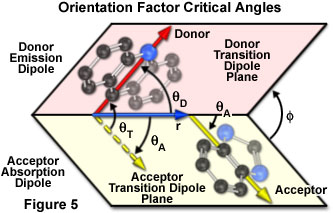 Orientation Factor Critical Angles
Donor
Emission
Dipole
Donor
Donor
Transition
Dipole
Plane
θD
θA
θT
r
θA
ϕ
Acceptor
Absorption
Dipole
Acceptor
Transition Dipole
Plane
Acceptor
Figure 5